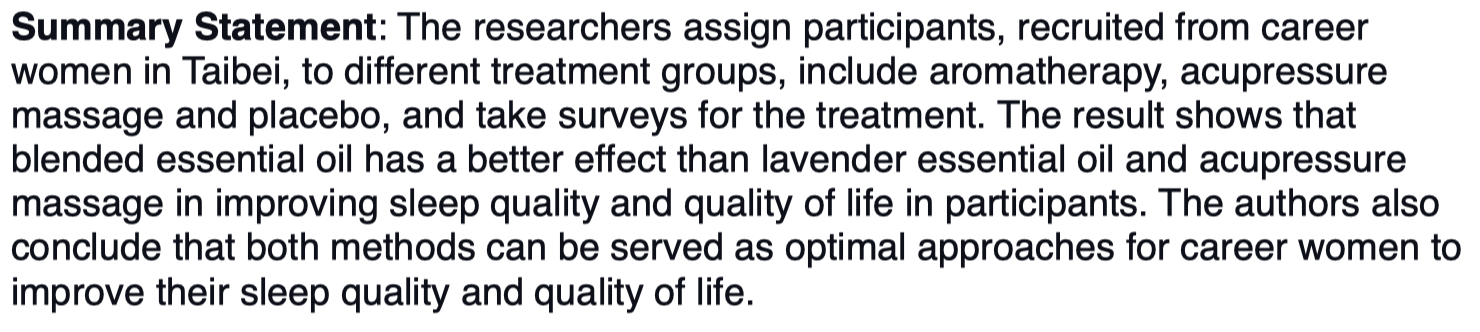 Summary Statement: The researchers assign participants, recruited from career
women in Taibei, to different treatment groups, include aromatherapy, acupressure
massage and placebo, and take surveys for the treatment. The result shows that
blended essential oil has a better effect than lavender essential oil and acupressure
massage in improving sleep quality and quality of life in participants. The authors also
conclude that both methods can be served as optimal approaches for career women to
improve their sleep quality and quality of life.